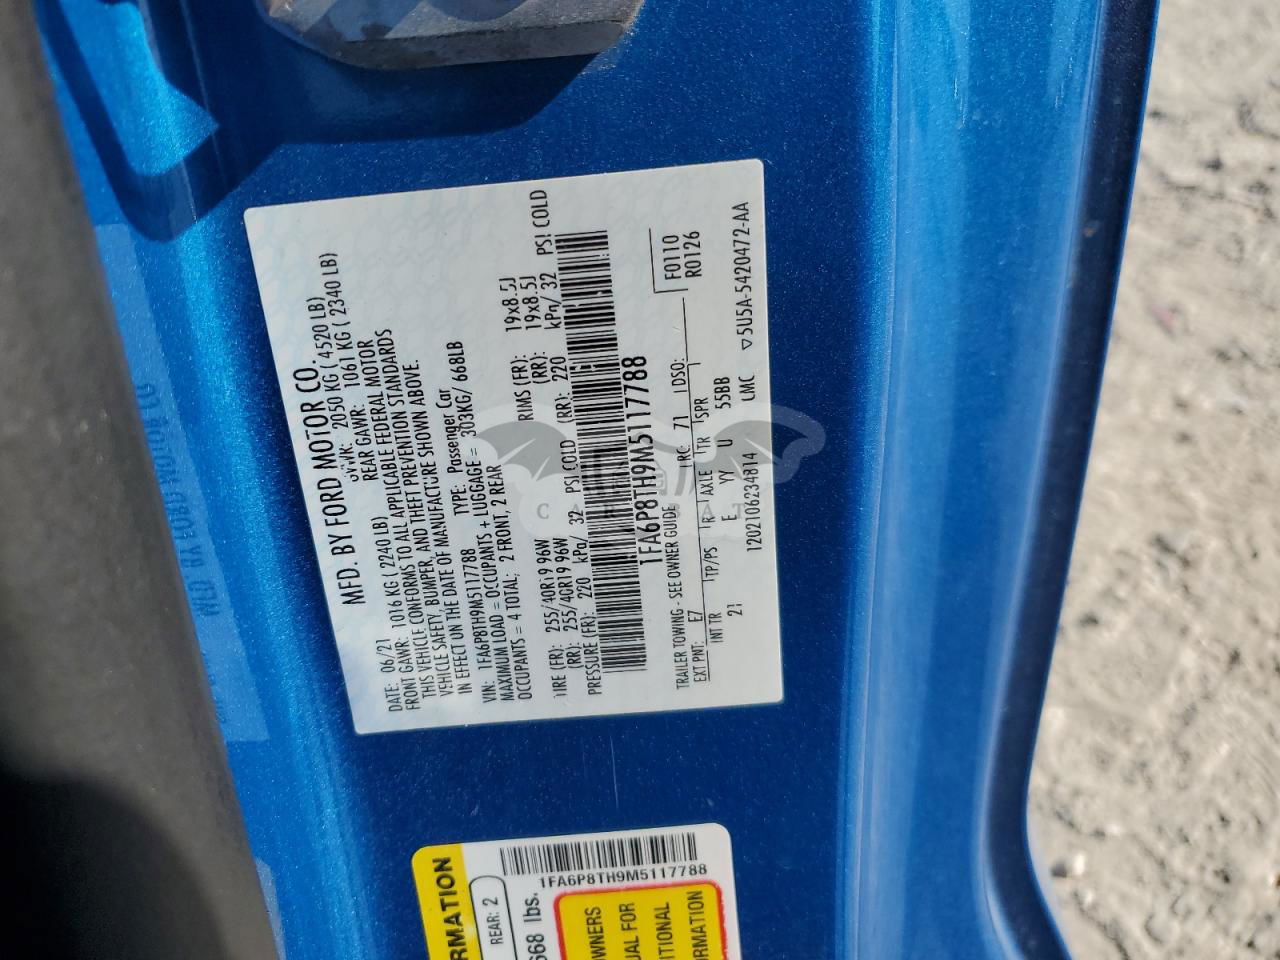 MFD. BY FORD MOTOR CO.
DATE: 06/21 GVWR: 2050 KG ( 4520 LB)
FRONT GAWR: 1016 KG ( 2240 LB) REAR GAWR: 1061 KG ( 2340 LB)
THIS VEHICLE CONFORMS TO ALL APPLICABLE FEDERAL MOTOR
VEHICLE SAFETY, BUMPER, AND THEFT PREVENTION STANDARDS
IN EFFECT ON THE DATE OF MANUFACTURE SHOWN ABOVE.
VIN: 1FA6P8TH9M5117788 TYPE: Passenger Car
MAXIMUM LOAD = OCCUPANTS + LUGGAGE = 303KG/ 668LB
OCCUPANTS = 4 TOTAL: 2 FRONT, 2 REAR
TIRE (FR): 255/40R19 96W RIMS (FR): 19x8.5J
(RR): 255/40R19 96W (RR): 19x8.5J
PRESSURE (FR): 220 kPa/ 32 PSI COLD (RR): 220 kPa/ 32 PSI COLD
1FA6P8TH9M5117788
TRAILER TOWING - SEE OWNER GUIDE
EXT PNT: E7 RC: 71 DSO: F0110
R0126
INT TR TP/PS R AXLE TR SPR
21 E YY U 55BB
1202106234814 LMC ▽5U5A-5420472-AA
CARBAT
1FA6P8TH9M5117788
RMATION
REAR: 2
668 lbs.
OWNERS
UAL FOR
ITIONAL
ORMATION